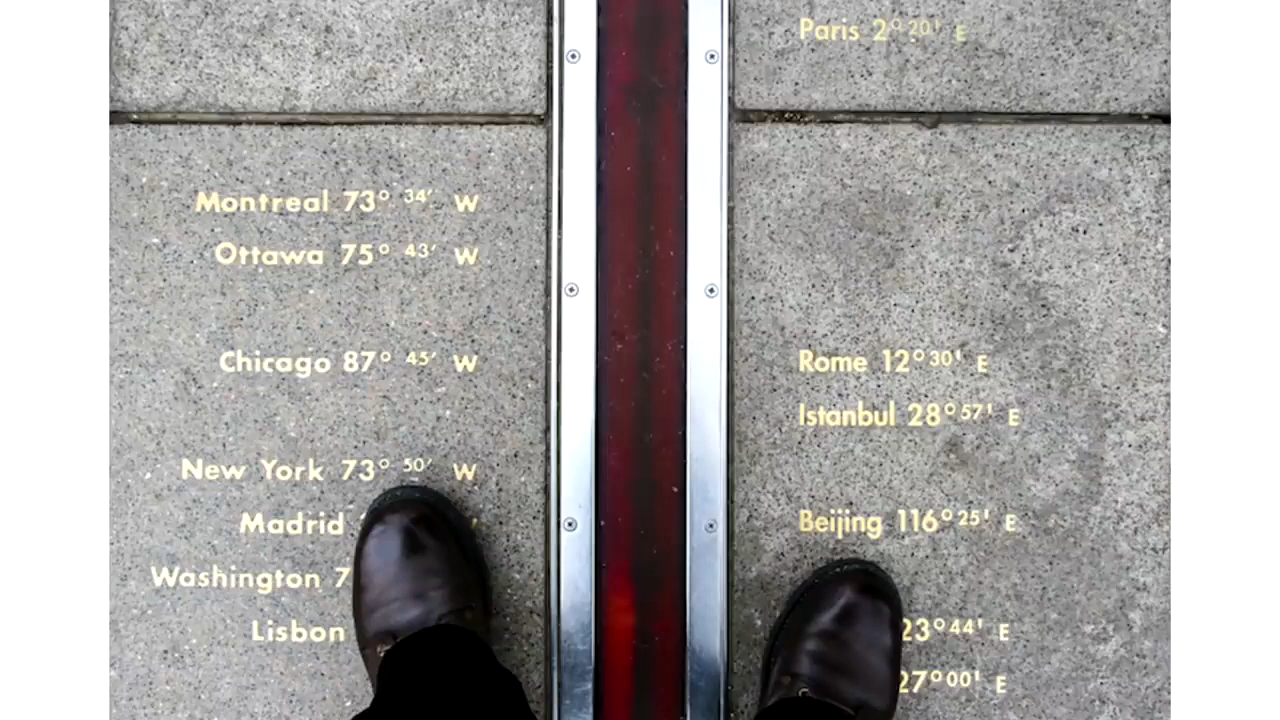 Paris 2° 20' E
Montreal 73° 34' W
Ottawa 75° 43' W
Chicago 87° 45' W
Rome 12° 30' E
Istanbul 28° 57' E
New York 73° 50' W
Madrid
Beijing 116° 25' E
Washington 7
Lisbon
23° 44' E
27° 00' E